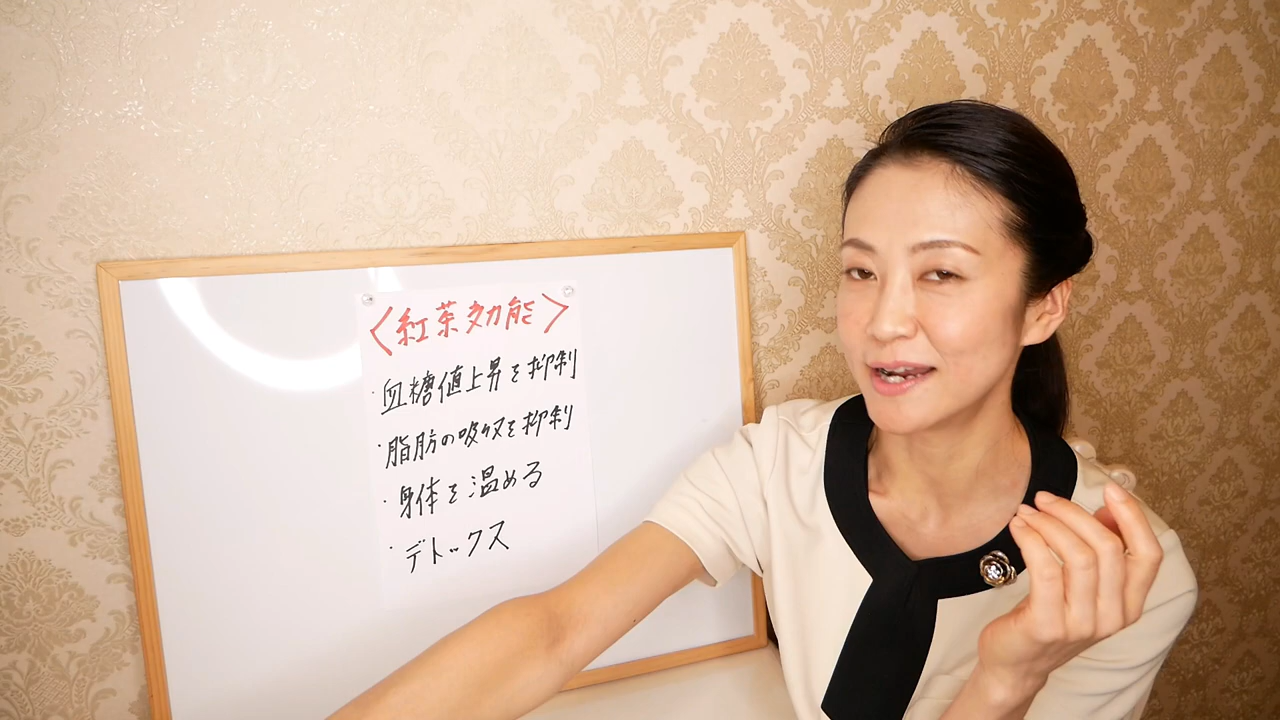 〈紅茶効能〉
・血糖値上昇を抑制
・脂肪の吸収を抑制
・身体を温める
・デトックス